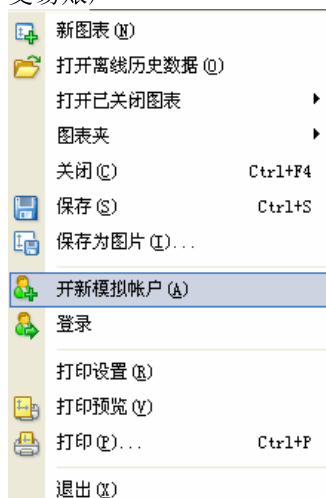 新图表(N)
打开离线历史数据(O)
打开已关闭图表
图表夹
关闭(C) Ctrl+F4
保存(S) Ctrl+S
保存为图片(I)...
开新模拟帐户(A)
登录
打印设置(R)
打印预览(V)
打印(P)... Ctrl+P
退出(X)